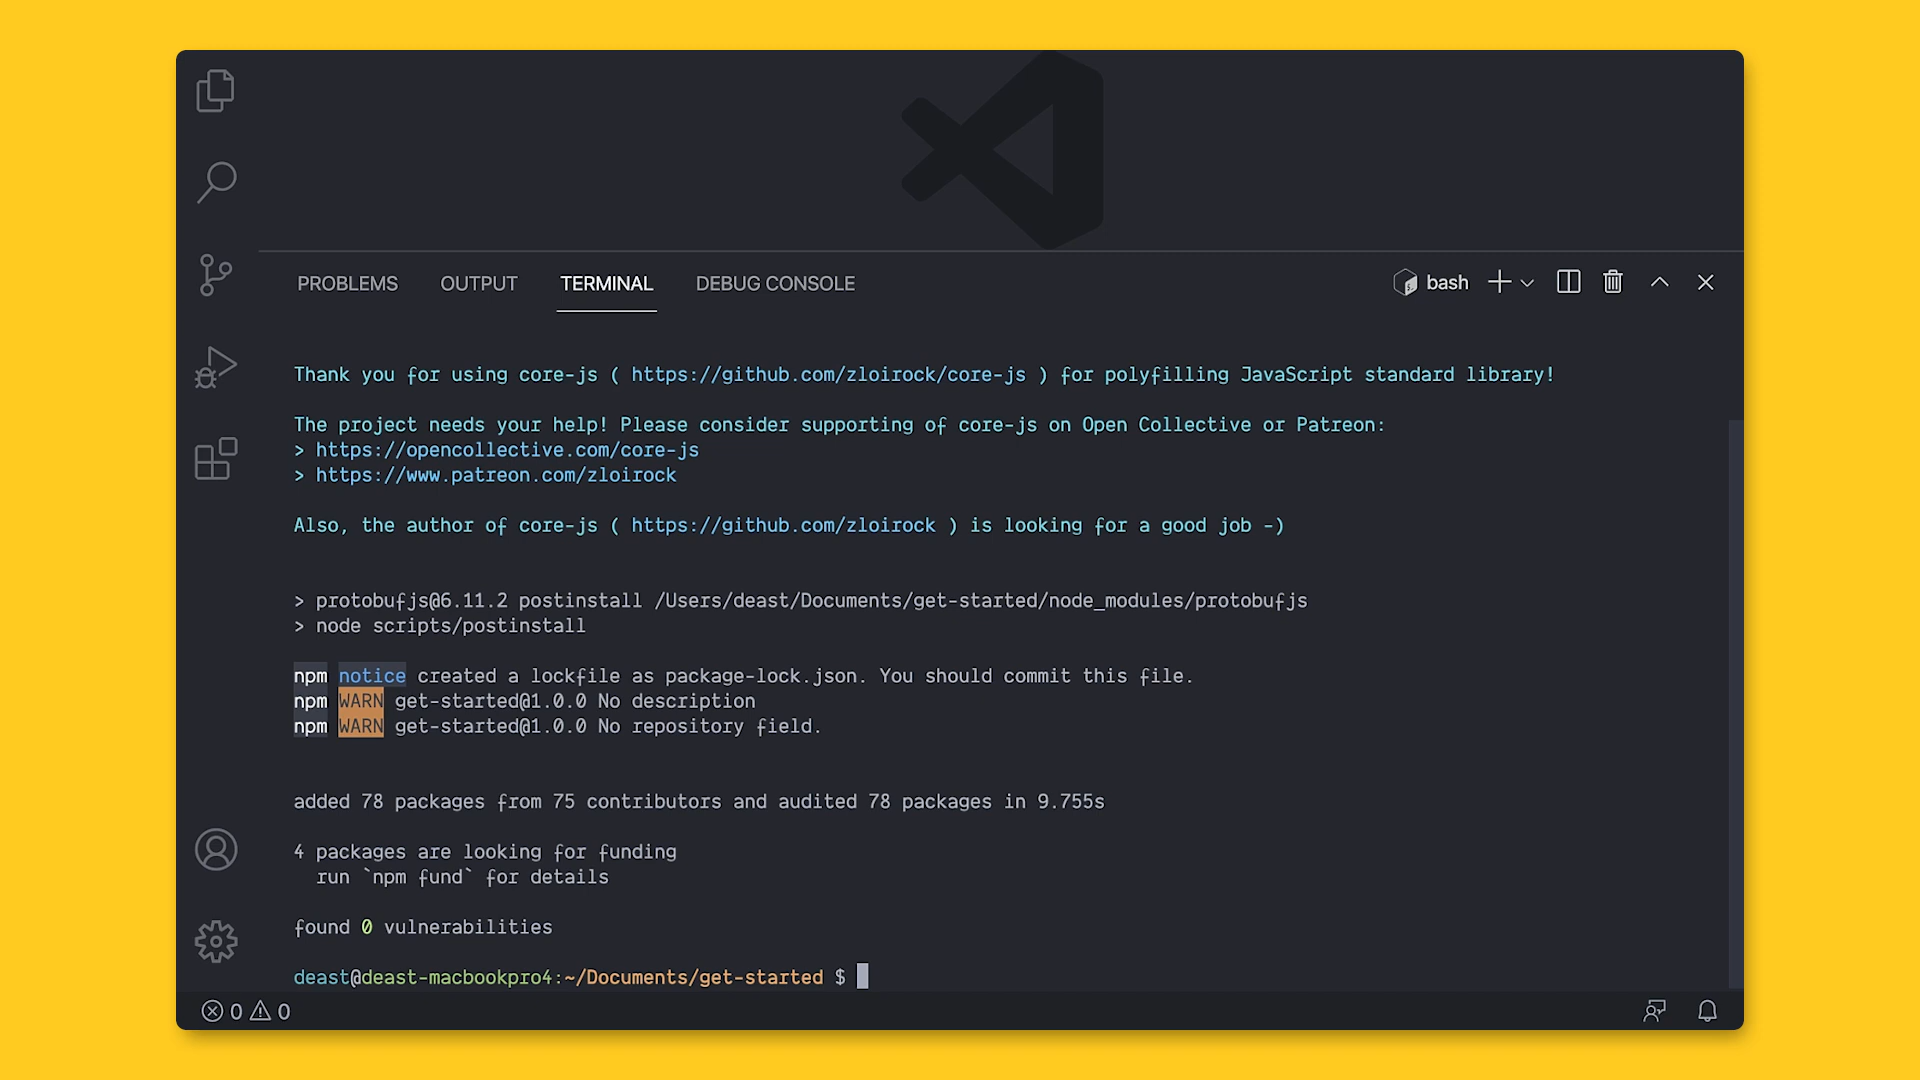 PROBLEMS OUTPUT TERMINAL DEBUG CONSOLE bash
Thank you for using core-js ( https://github.com/zloirock/core-js ) for polyfilling JavaScript standard library!
The project needs your help! Please consider supporting of core-js on Open Collective or Patreon:
> https://opencollective.com/core-js
> https://www.patreon.com/zloirock
Also, the author of core-js ( https://github.com/zloirock ) is looking for a good job -)
> protobufjs@6.11.2 postinstall /Users/deast/Documents/get-started/node_modules/protobufjs
> node scripts/postinstall
npm notice created a lockfile as package-lock.json. You should commit this file.
npm WARN get-started@1.0.0 No description
npm WARN get-started@1.0.0 No repository field.
added 78 packages from 75 contributors and audited 78 packages in 9.755s
4 packages are looking for funding
run `npm fund` for details
found 0 vulnerabilities
deast@deast-macbookpro4:~/Documents/get-started $
0 0